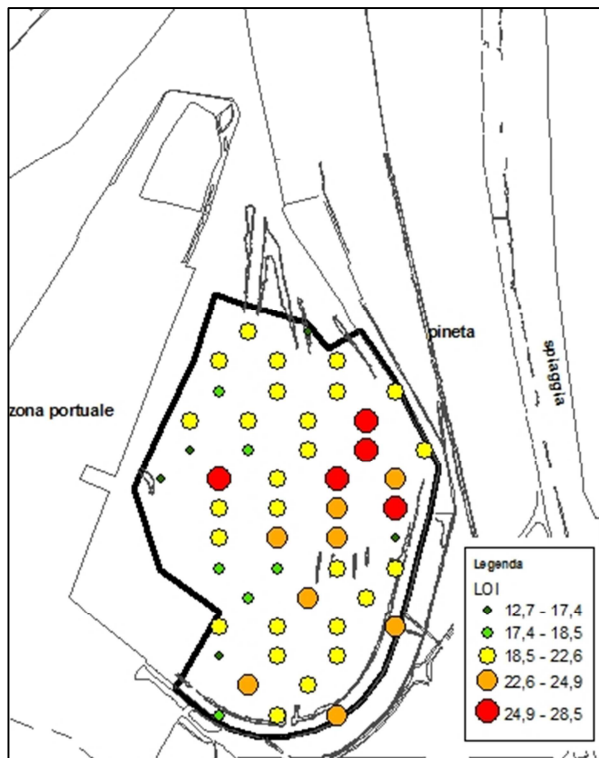 pineta
spiaggia
zona portuale
Legenda
LOI
12,7 - 17,4
17,4 - 18,5
18,5 - 22,6
22,6 - 24,9
24,9 - 28,5